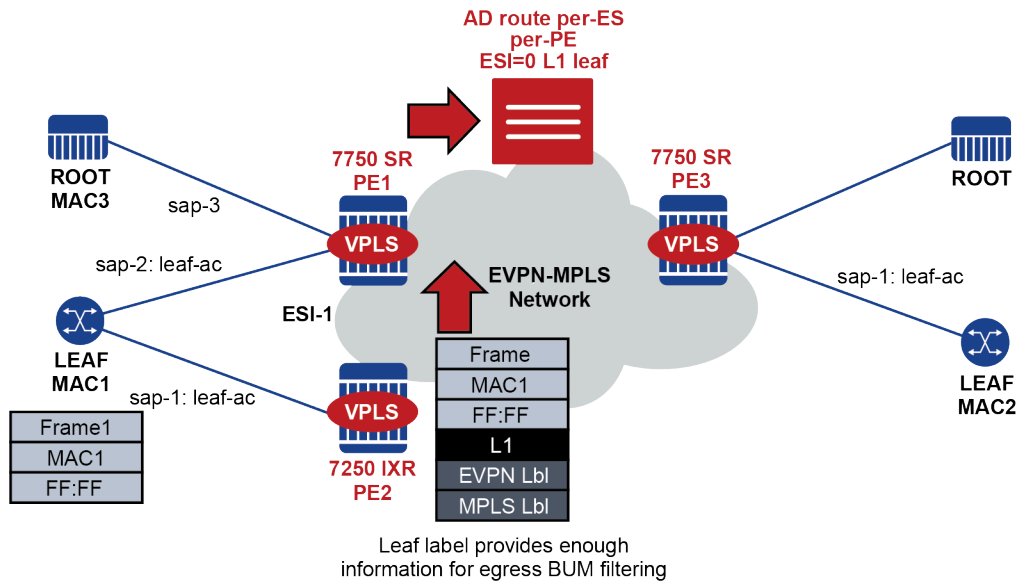 AD route per-ES
per-PE
ESI=0 L1 leaf
ROOT
MAC3
sap-3
7750 SR
PE1
VPLS
7750 SR
PE3
VPLS
ROOT
sap-2: leaf-ac
ESI-1
EVPN-MPLS
Network
sap-1: leaf-ac
LEAF
MAC1
sap-1: leaf-ac
LEAF
MAC2
VPLS
7250 IXR
PE2
Frame1
MAC1
FF:FF
Frame
MAC1
FF:FF
L1
EVPN Lbl
MPLS Lbl
Leaf label provides enough
information for egress BUM filtering